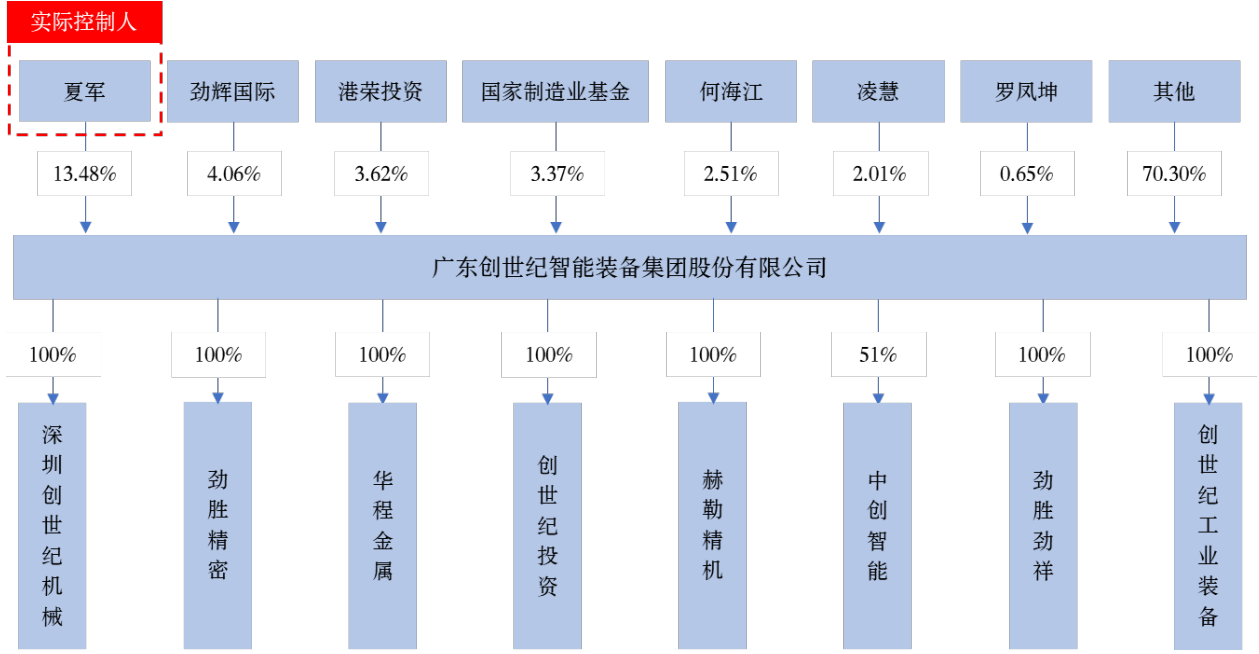 实际控制人
夏军
劲辉国际
港荣投资
国家制造业基金
何海江
凌慧
罗凤坤
其他
13.48%
4.06%
3.62%
3.37%
2.51%
2.01%
0.65%
70.30%
广东创世纪智能装备集团股份有限公司
100%
100%
100%
100%
100%
51%
100%
100%
深圳创世纪机械
劲胜精密
华程金属
创世纪投资
赫勒精机
中创智能
劲胜劲祥
创世纪工业装备